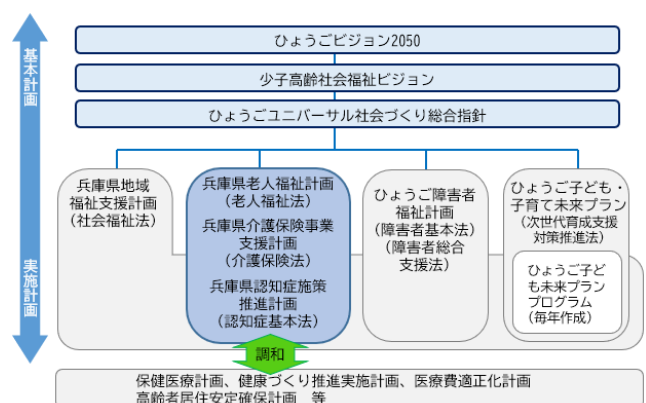 基本計画
実施計画
ひょうごビジョン2050
少子高齢社会福祉ビジョン
ひょうごユニバーサル社会づくり総合指針
兵庫県地域
福祉支援計画
（社会福祉法）
兵庫県老人福祉計画
（老人福祉法）
兵庫県介護保険事業
支援計画
（介護保険法）
兵庫県認知症施策
推進計画
（認知症基本法）
ひょうご障害者
福祉計画
（障害者基本法）
（障害者総合
支援法）
ひょうご子ども・
子育て未来プラン
（次世代育成支援
対策推進法）
ひょうご子ど
も未来プラン
プログラム
（毎年作成）
調和
保健医療計画、健康づくり推進実施計画、医療費適正化計画
高齢者居住安定確保計画　等